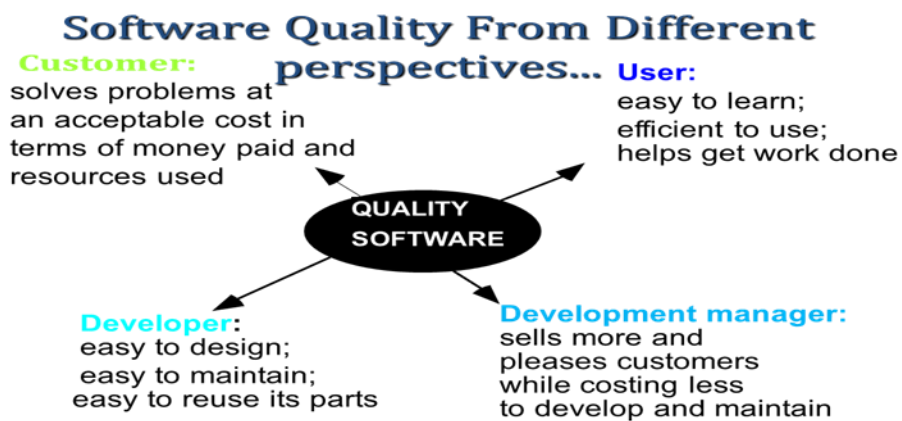 Software Quality From Different
perspectives...
Customer:
solves problems at
an acceptable cost in
terms of money paid and
resources used
User:
easy to learn;
efficient to use;
helps get work done
QUALITY
SOFTWARE
Developer:
easy to design;
easy to maintain;
easy to reuse its parts
Development manager:
sells more and
pleases customers
while costing less
to develop and maintain